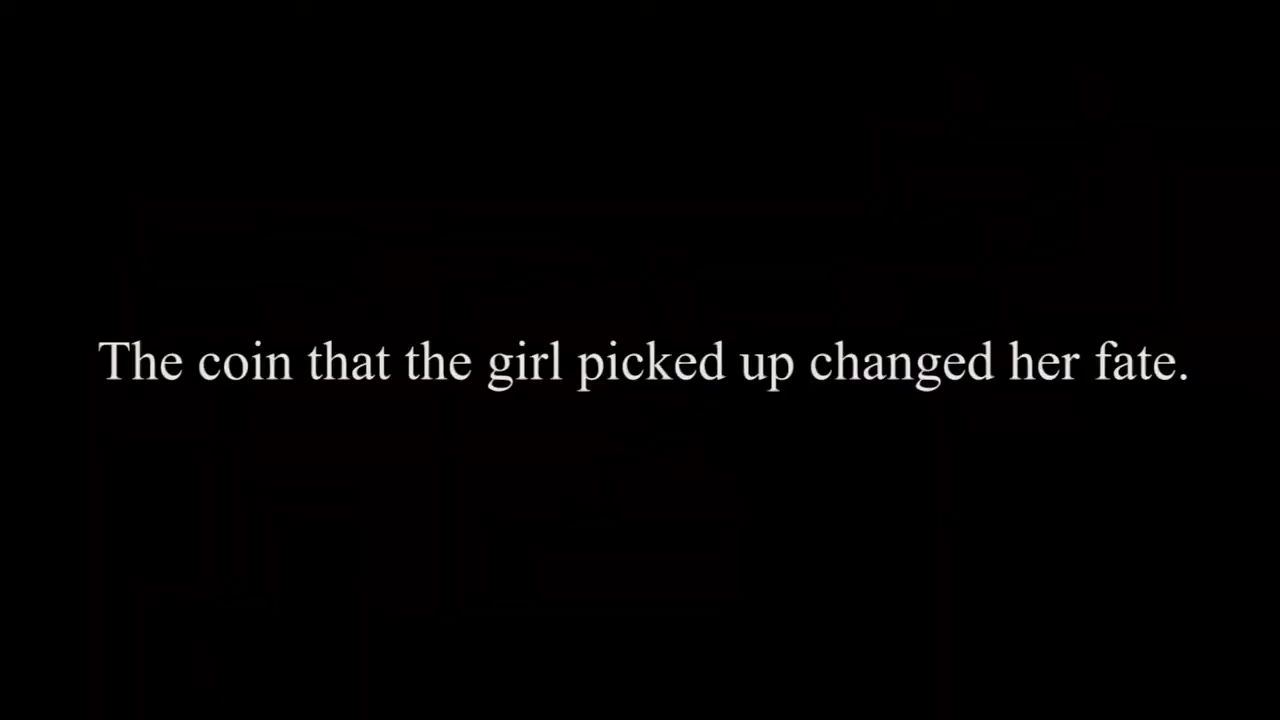 The coin that the girl picked up changed her fate.